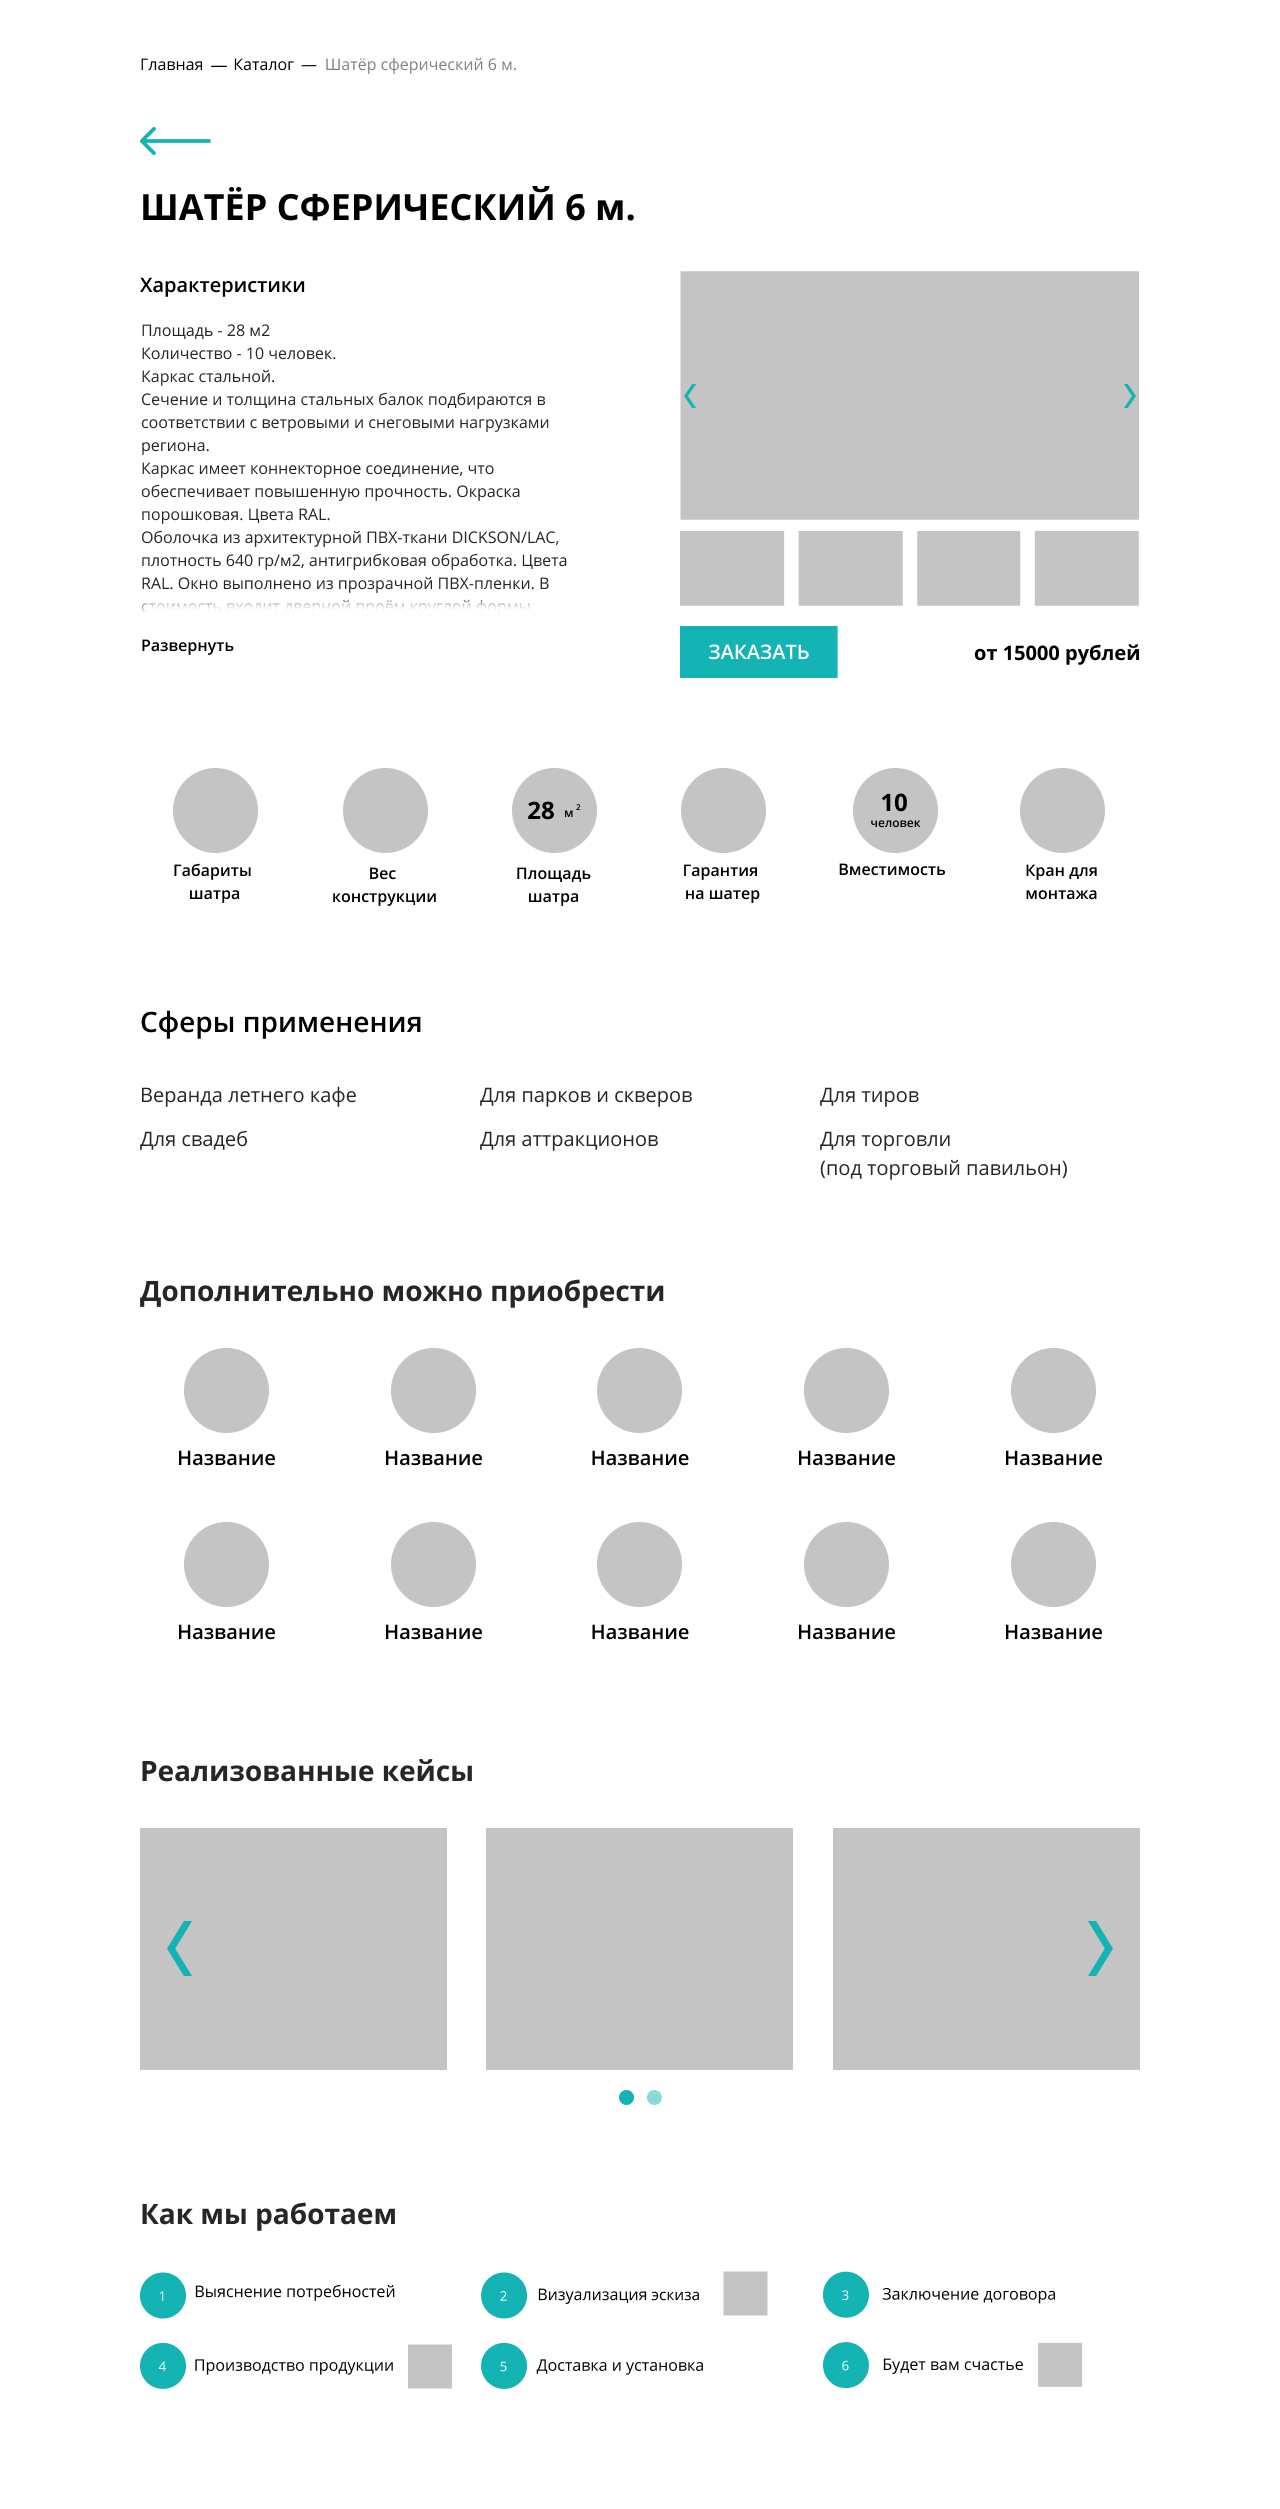 Главная — Каталог — Шатёр сферический 6 м.
ШАТЁР СФЕРИЧЕСКИЙ 6 м.
Характеристики
Площадь - 28 м2
Количество - 10 человек.
Каркас стальной.
Сечение и толщина стальных балок подбираются в
соответствии с ветровыми и снеговыми нагрузками
региона.
Каркас имеет коннекторное соединение, что
обеспечивает повышенную прочность. Окраска
порошковая. Цвета RAL.
Оболочка из архитектурной ПВХ-ткани DICKSON/LAC,
плотность 640 гр/м2, антигрибковая обработка. Цвета
RAL. Окно выполнено из прозрачной ПВХ-пленки. В
стоимость входит дверной проём круглой формы
Развернуть
ЗАКАЗАТЬ
от 15000 рублей
28 м²
10
человек
Габариты
шатра
Вес
конструкции
Площадь
шатра
Гарантия
на шатер
Вместимость
Кран для
монтажа
Сферы применения
Веранда летнего кафе
Для парков и скверов
Для тиров
Для свадеб
Для аттракционов
Для торговли
(под торговый павильон)
Дополнительно можно приобрести
Название
Название
Название
Название
Название
Название
Название
Название
Название
Название
Реализованные кейсы
Как мы работаем
1 Выяснение потребностей
2 Визуализация эскиза
3 Заключение договора
4 Производство продукции
5 Доставка и установка
6 Будет вам счастье